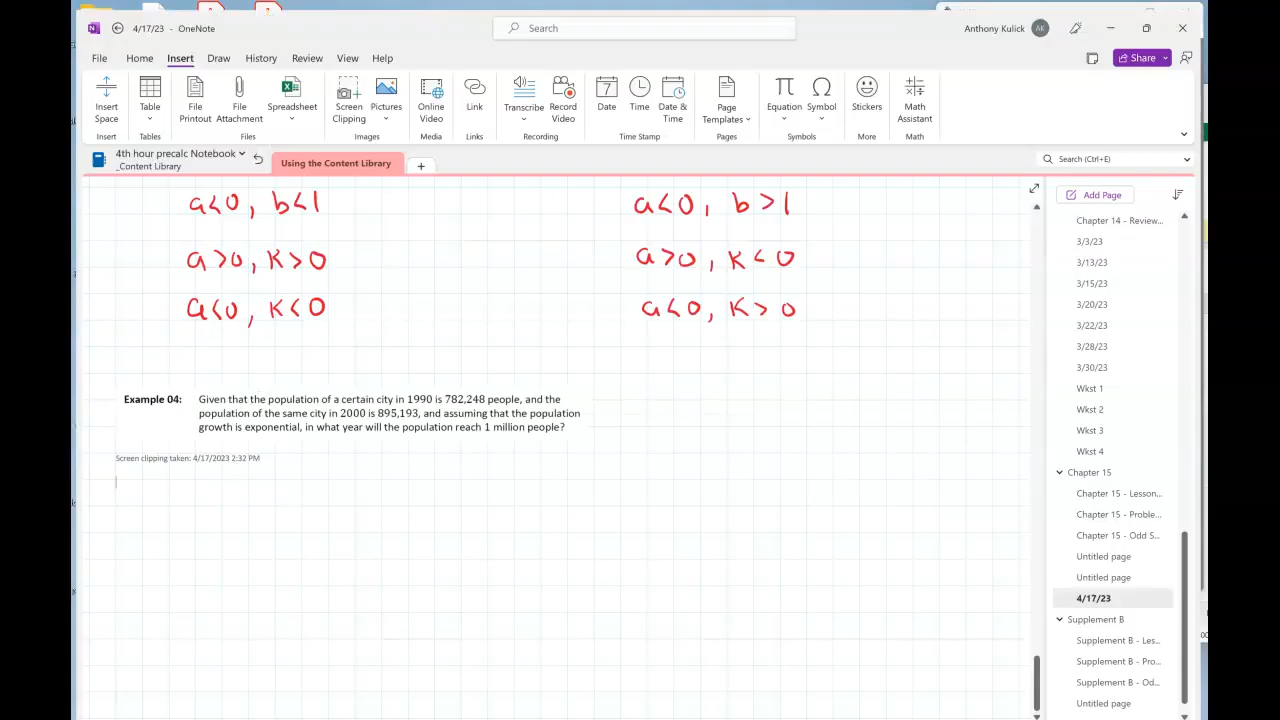 4/17/23 - OneNote
Search
Anthony Kulick
AK
File Home Insert Draw History Review View Help
Share
Insert Space
Table
File Printout
File Attachment
Spreadsheet
Screen Clipping
Pictures
Online Video
Link
Transcribe
Record Video
7
Date
Time
Date & Time
Page Templates
π
Equation
Ω
Symbol
Stickers
Math Assistant
Insert
Tables
Files
Images
Media
Links
Recording
Time Stamp
Pages
Symbols
More
Math
4th hour precalc Notebook
_Content Library
Using the Content Library
+
Search (Ctrl+E)
Add Page
a<0, b<1
a<0, b>1
a>0, K>0
a>0, K<0
a<0, K<0
a<0, K>0
Example 04: Given that the population of a certain city in 1990 is 782,248 people, and the
population of the same city in 2000 is 895,193, and assuming that the population
growth is exponential, in what year will the population reach 1 million people?
Screen clipping taken: 4/17/2023 2:32 PM
Chapter 14 - Review...
3/3/23
3/13/23
3/15/23
3/20/23
3/22/23
3/28/23
3/30/23
Wkst 1
Wkst 2
Wkst 3
Wkst 4
Chapter 15
Chapter 15 - Lesson...
Chapter 15 - Proble...
Chapter 15 - Odd S...
Untitled page
Untitled page
4/17/23
Supplement B
Supplement B - Les...
Supplement B - Pro...
Supplement B - Od...
Untitled page